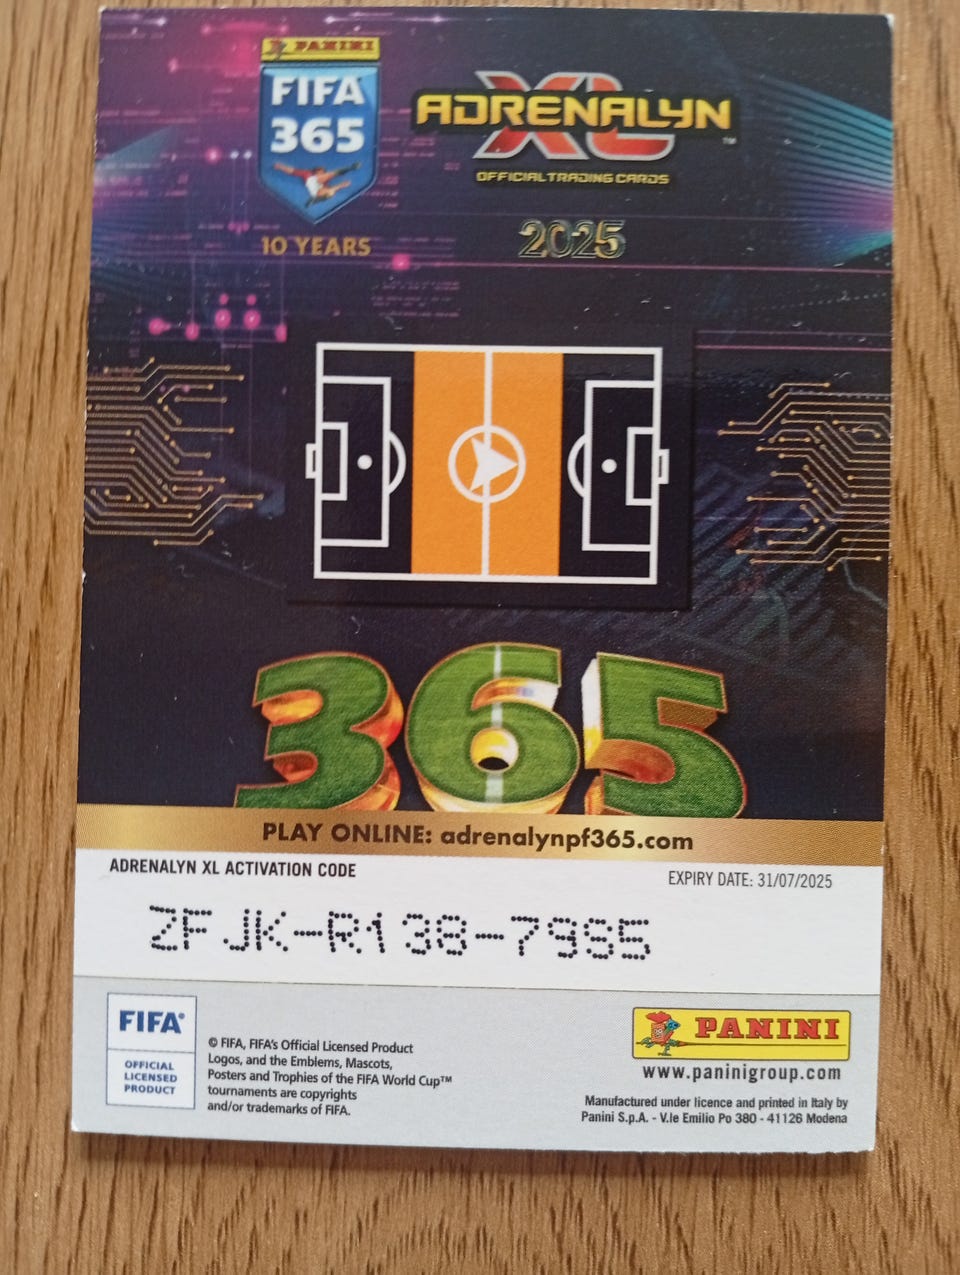 PANINI
FIFA
365
10 YEARS
ADRENALYN
XL
™
OFFICIAL TRADING CARDS
2025
365
PLAY ONLINE: adrenalynpf365.com
ADRENALYN XL ACTIVATION CODE
EXPIRY DATE: 31/07/2025
ZFJK-R138-79S5
FIFA®
OFFICIAL
LICENSED
PRODUCT
© FIFA, FIFA's Official Licensed Product
Logos, and the Emblems, Mascots,
Posters and Trophies of the FIFA World Cup™
tournaments are copyrights
and/or trademarks of FIFA.
PANINI
www.paninigroup.com
Manufactured under licence and printed in Italy by
Panini S.p.A. - V.le Emilio Po 380 - 41126 Modena